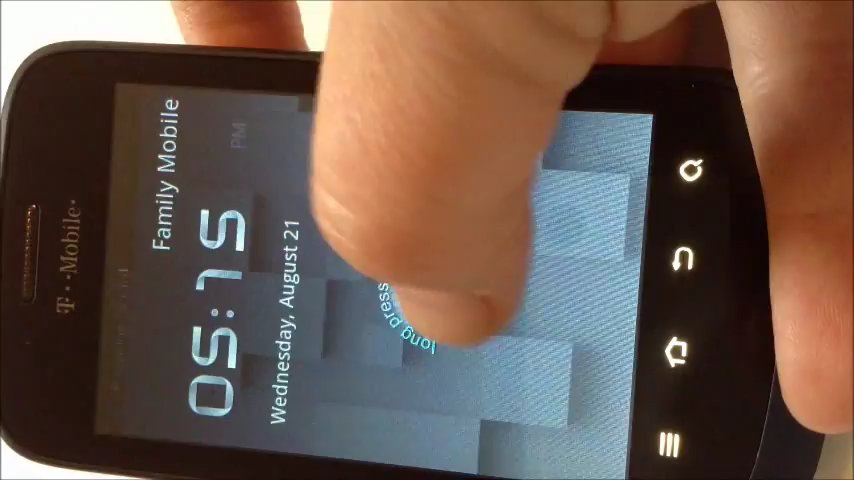 T··Mobile·
Family Mobile
05:15
PM
Wednesday, August 21
long press